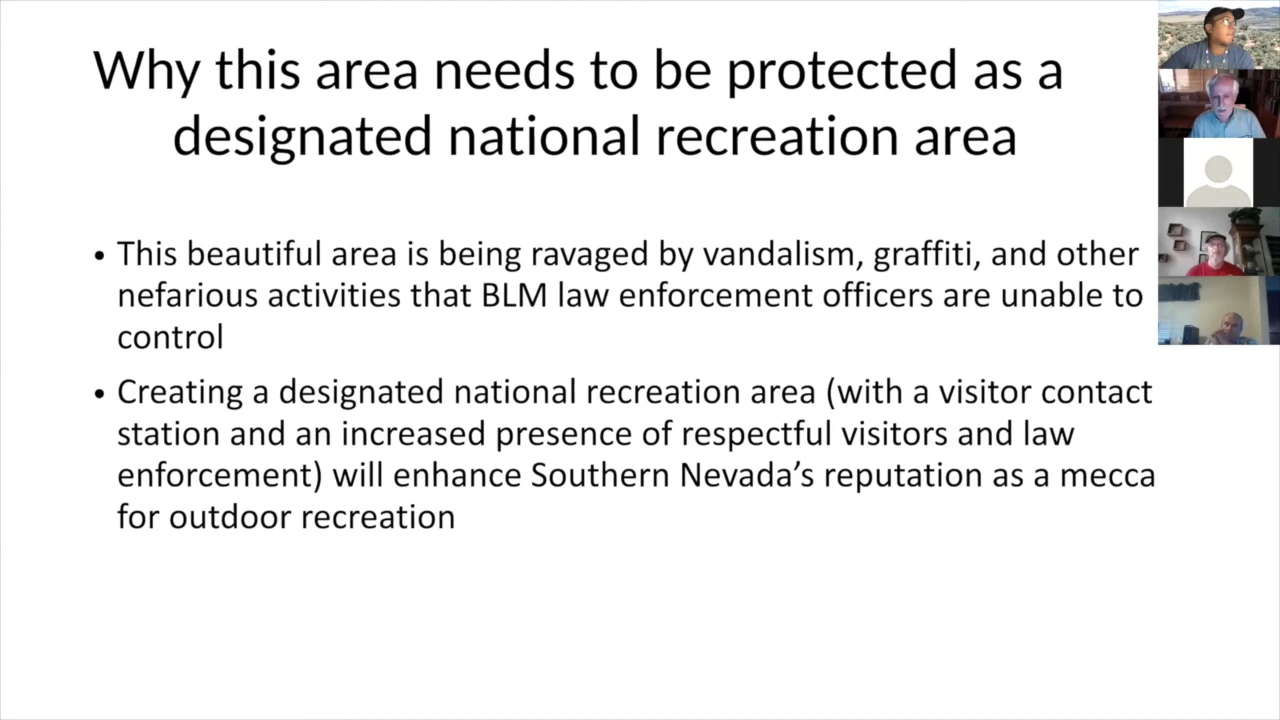 Why this area needs to be protected as a
designated national recreation area
• This beautiful area is being ravaged by vandalism, graffiti, and other
nefarious activities that BLM law enforcement officers are unable to
control
• Creating a designated national recreation area (with a visitor contact
station and an increased presence of respectful visitors and law
enforcement) will enhance Southern Nevada’s reputation as a mecca
for outdoor recreation